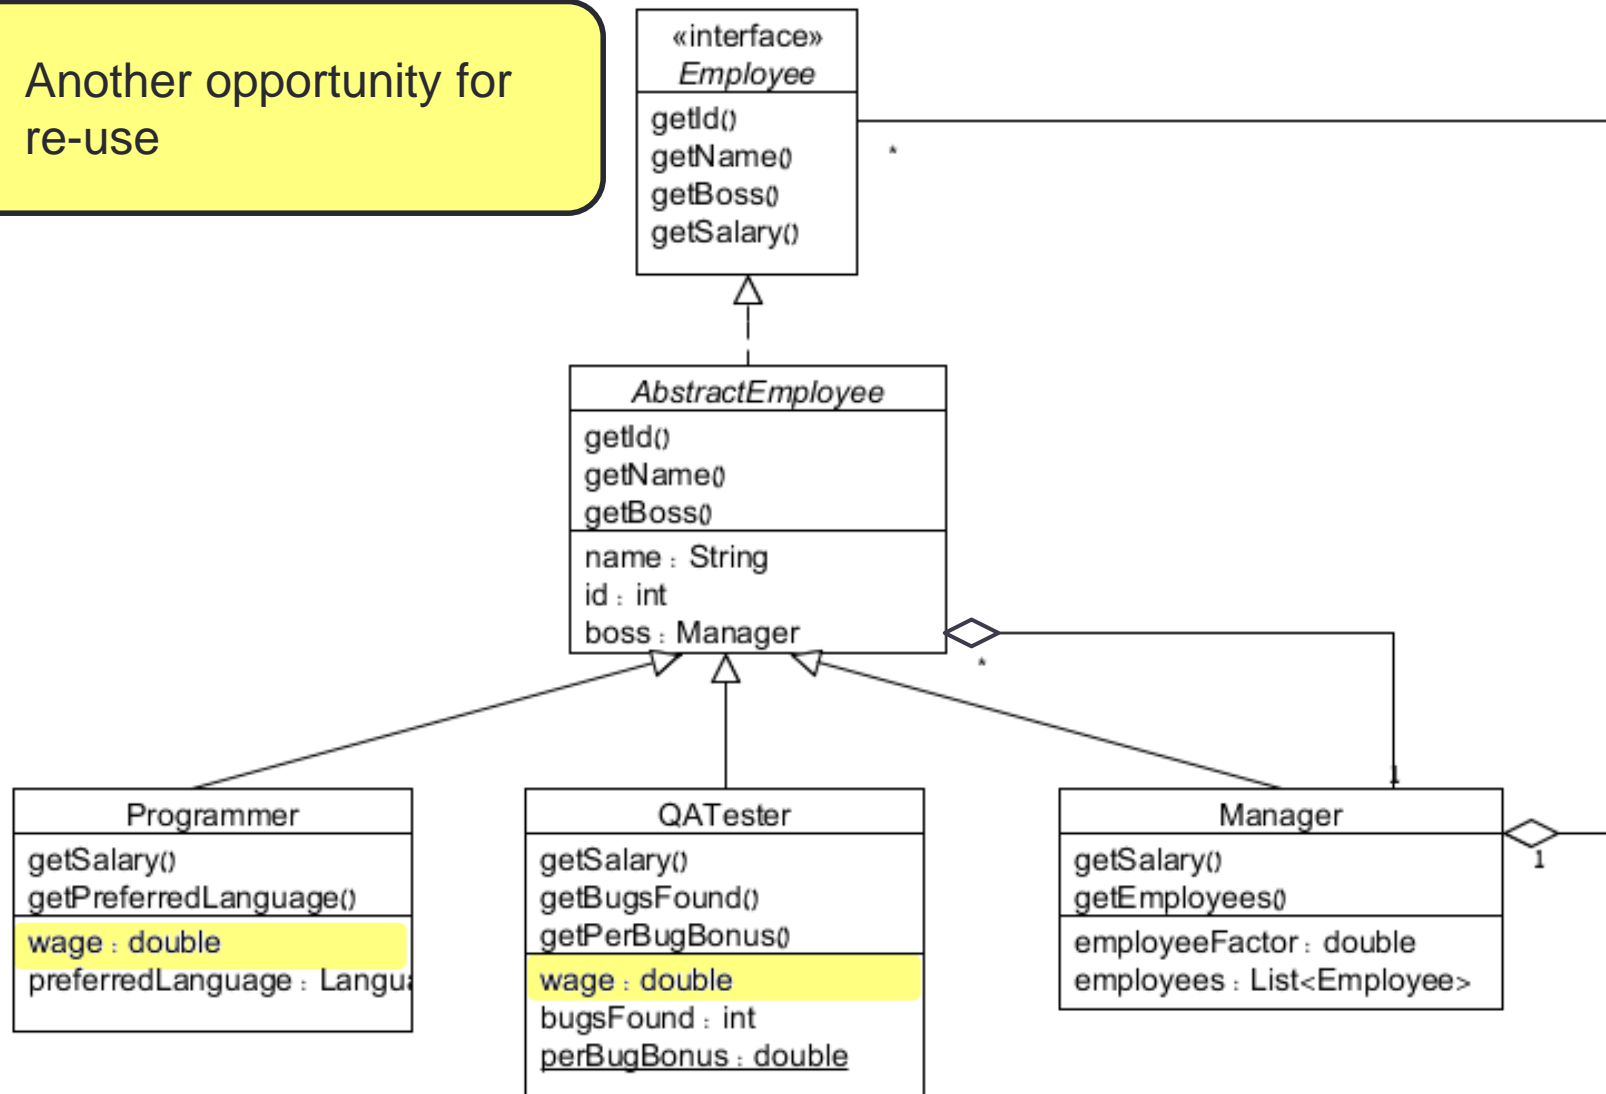 Another opportunity for
re-use
«interface»
Employee
getId()
getName()
getBoss()
getSalary()
*
AbstractEmployee
getId()
getName()
getBoss()
name : String
id : int
boss : Manager
*
1
Programmer
getSalary()
getPreferredLanguage()
wage : double
preferredLanguage :
QATester
getSalary()
getBugsFound()
getPerBugBonus()
wage : double
bugsFound : int
perBugBonus : double
Manager
getSalary()
getEmployees()
employeeFactor : double
employees : List<Employee>
1